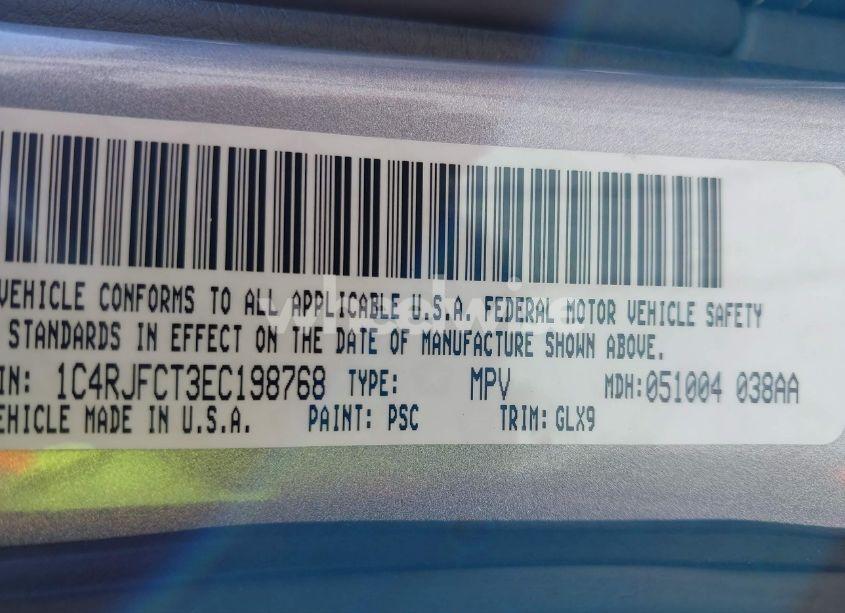 VEHICLE CONFORMS TO ALL APPLICABLE U.S.A. FEDERAL MOTOR VEHICLE SAFETY
STANDARDS IN EFFECT ON THE DATE OF MANUFACTURE SHOWN ABOVE.
IN: 1C4RJFCT3EC198768 TYPE: MPV MDH:051004 038AA
EHICLE MADE IN U.S.A. PAINT: PSC TRIM: GLX9